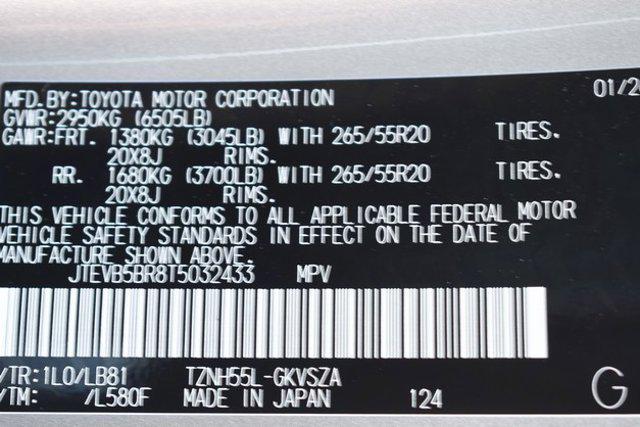 MFD.BY:TOYOTA MOTOR CORPORATION 01/20
GVWR:2950KG (6505LB)
GAWR:FRT. 1380KG (3045LB) WITH 265/55R20 TIRES.
20X8J RIMS.
RR. 1680KG (3700LB) WITH 265/55R20 TIRES.
20X8J RIMS.
THIS VEHICLE CONFORMS TO ALL APPLICABLE FEDERAL MOTOR
VEHICLE SAFETY STANDARDS IN EFFECT ON THE DATE OF
MANUFACTURE SHOWN ABOVE.
JTEVB5BR8T5032433 MPV
/TR:1L0/LB81 TZNH55L-GKVSZA
/TM: /L580F MADE IN JAPAN 124 G